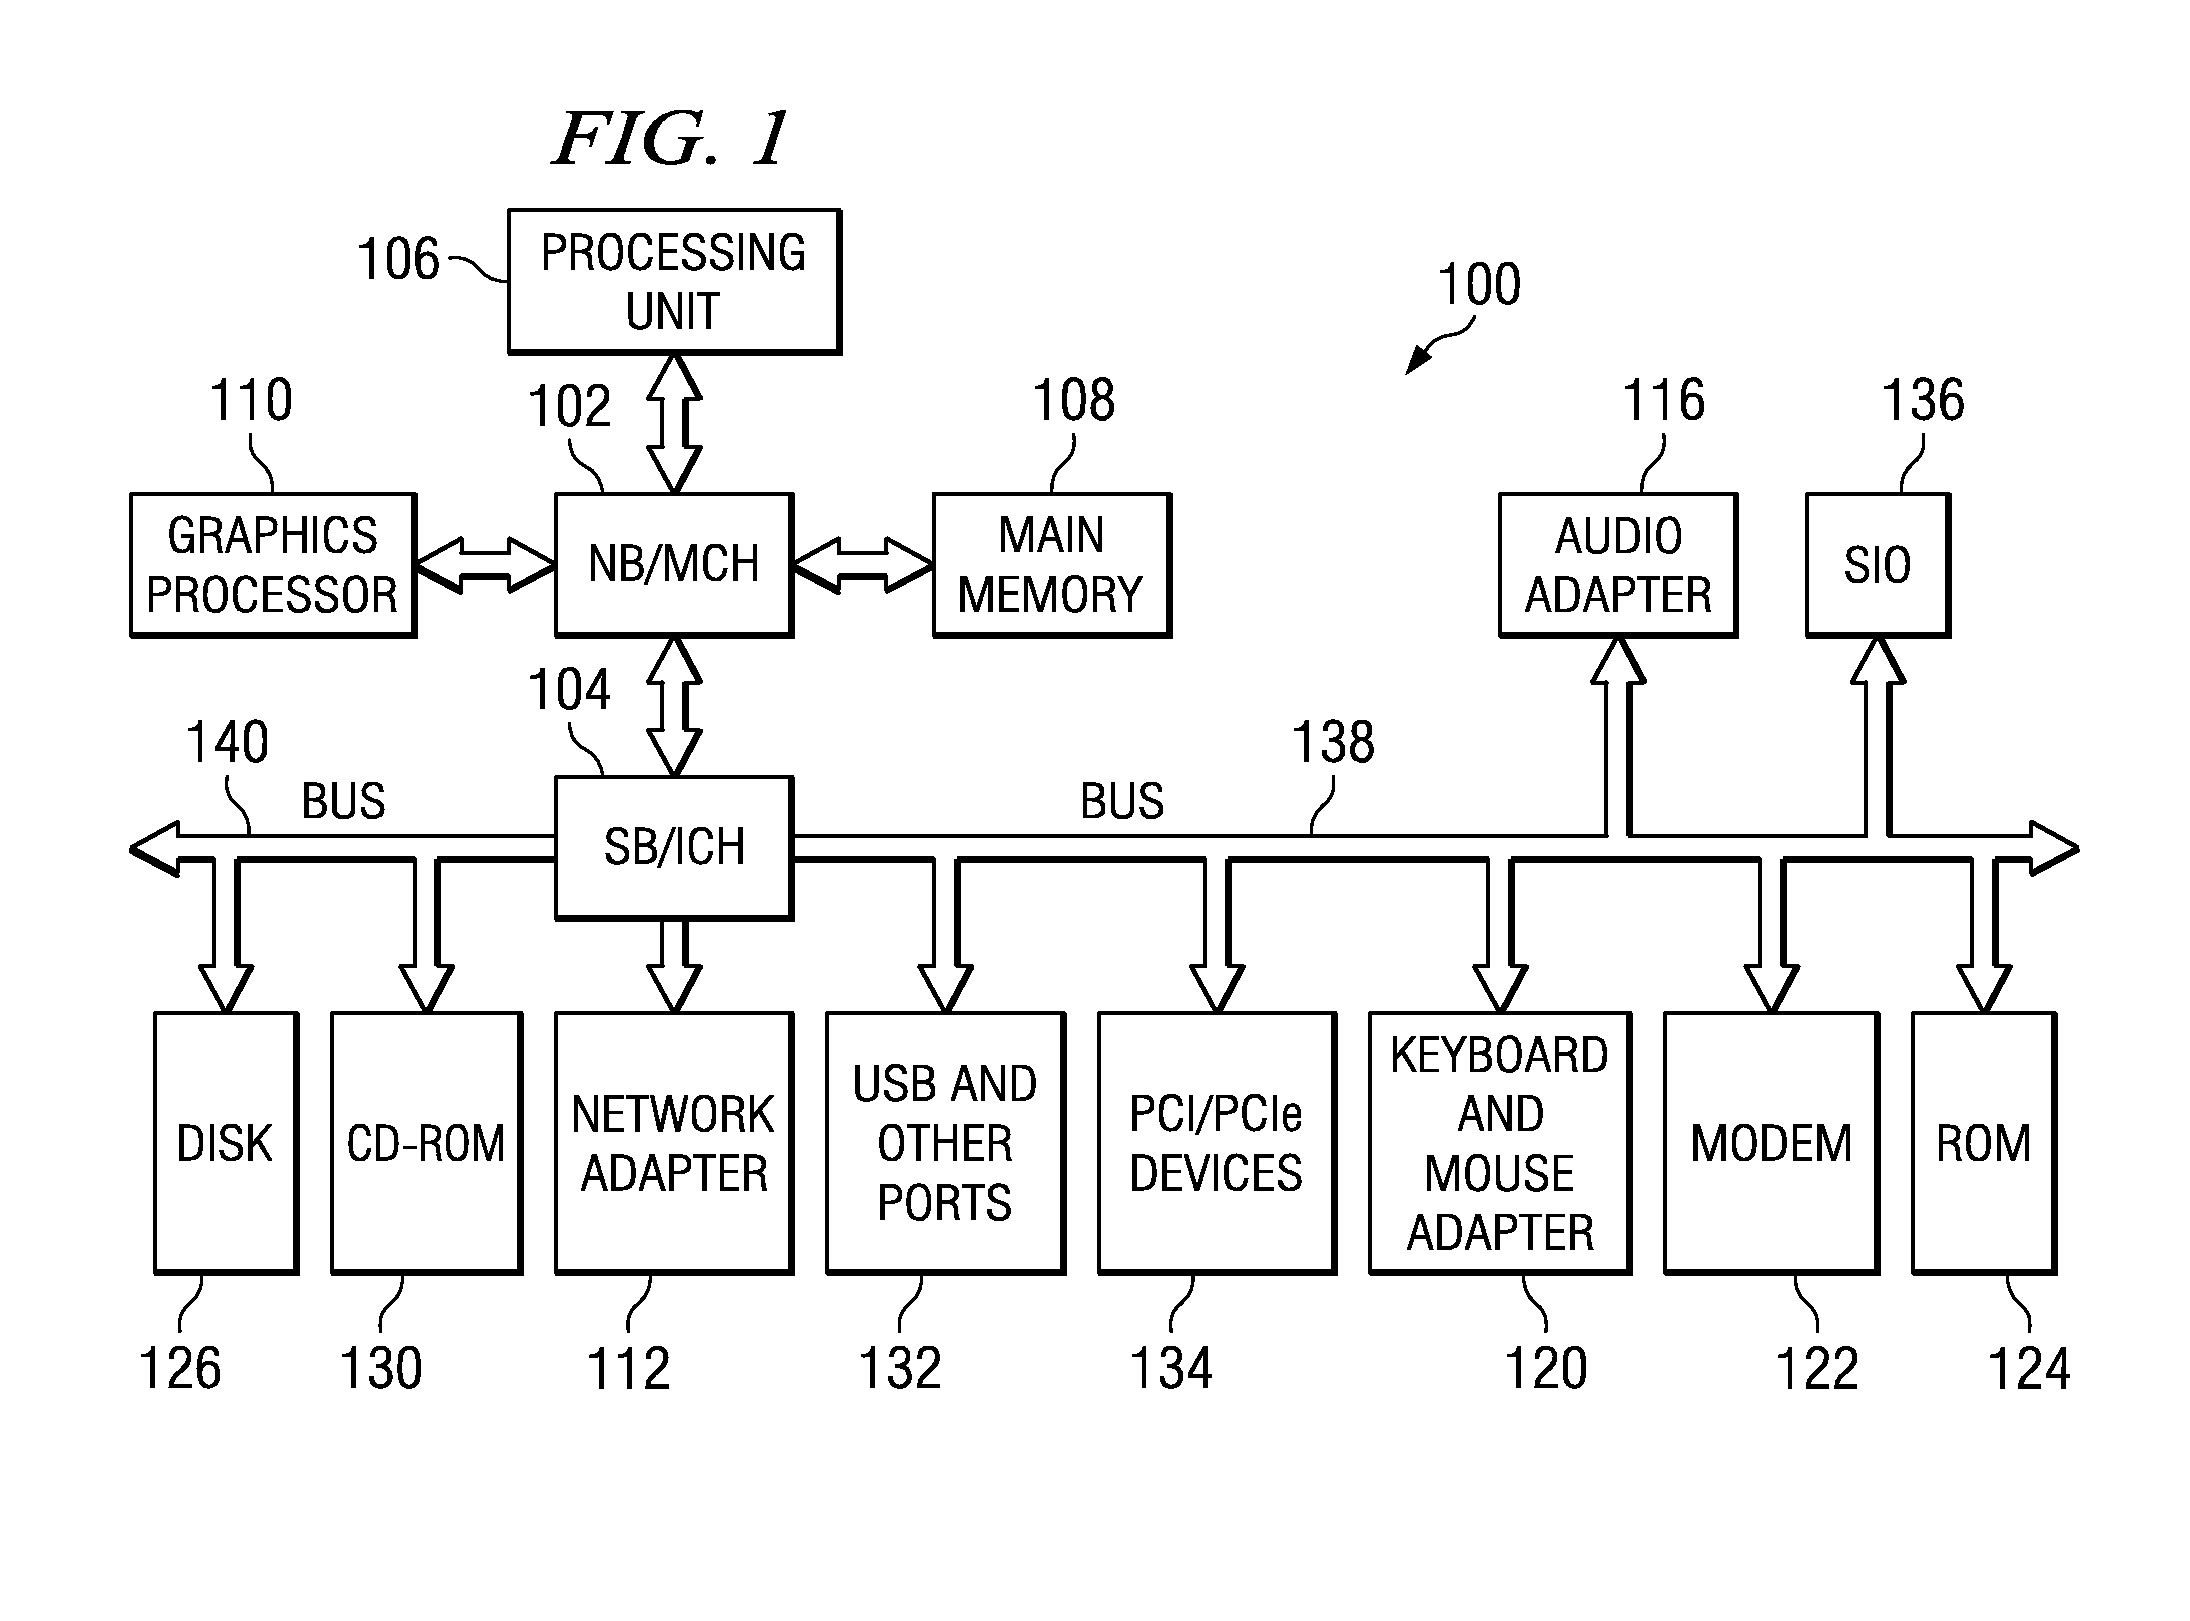 FIG. 1
PROCESSING
UNIT
106
100
110
102
108
116
136
GRAPHICS
PROCESSOR
NB/MCH
MAIN
MEMORY
AUDIO
ADAPTER
SIO
104
140
BUS
SB/ICH
BUS
138
DISK
CD-ROM
NETWORK
ADAPTER
USB AND
OTHER
PORTS
PCI/PCIe
DEVICES
KEYBOARD
AND
MOUSE
ADAPTER
MODEM
ROM
126
130
112
132
134
120
122
124